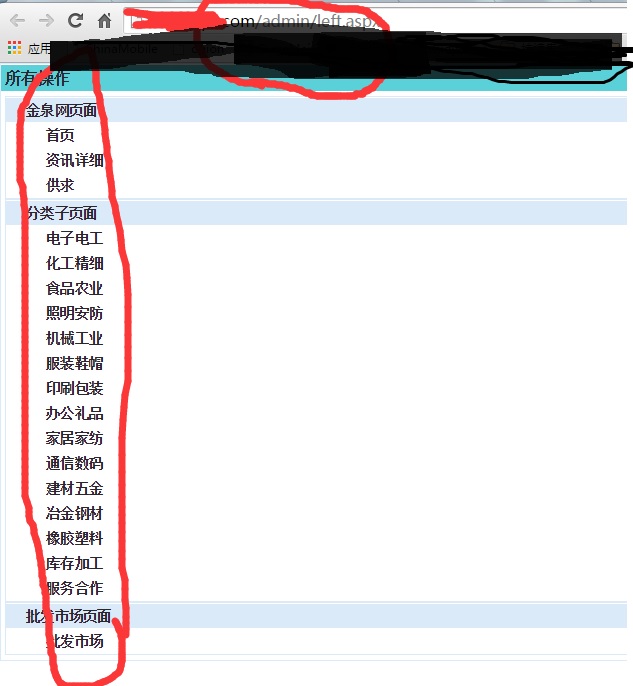 com/admin/left.asp
应用
所有操作
金泉网页面
首页
资讯详细
供求
分类子页面
电子电工
化工精细
食品农业
照明安防
机械工业
服装鞋帽
印刷包装
办公礼品
家居家纺
通信数码
建材五金
冶金钢材
橡胶塑料
库存加工
服务合作
批发市场页面
批发市场